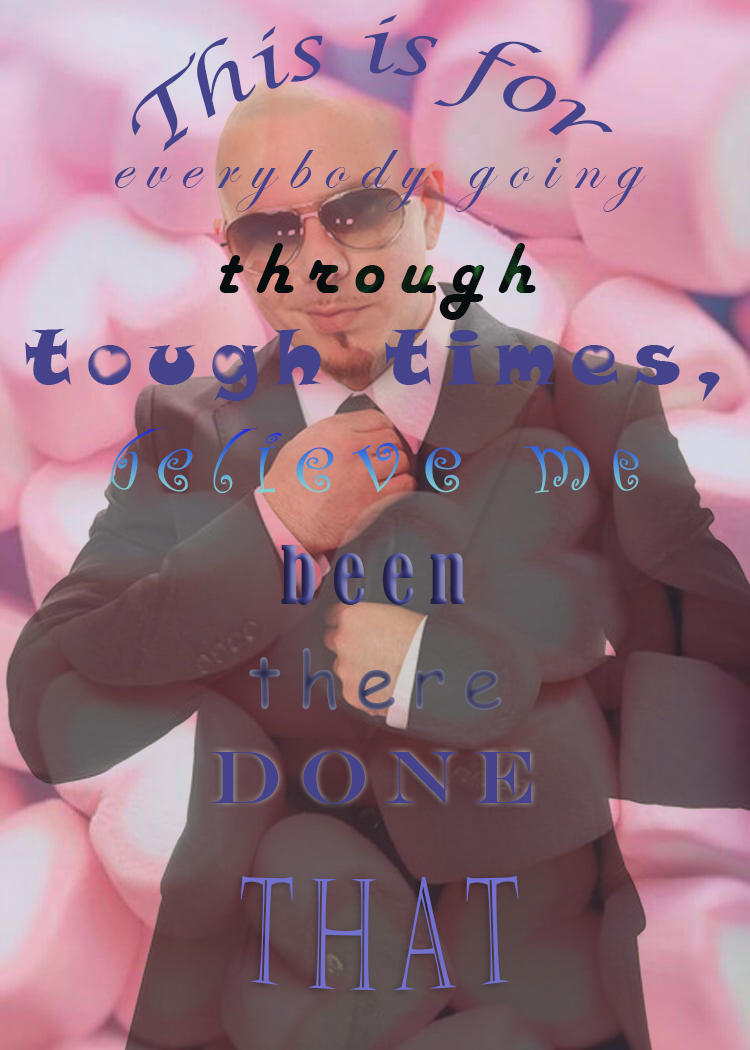 This is for
everybody going
through
tough times,
believe me
been
there
DONE
THAT